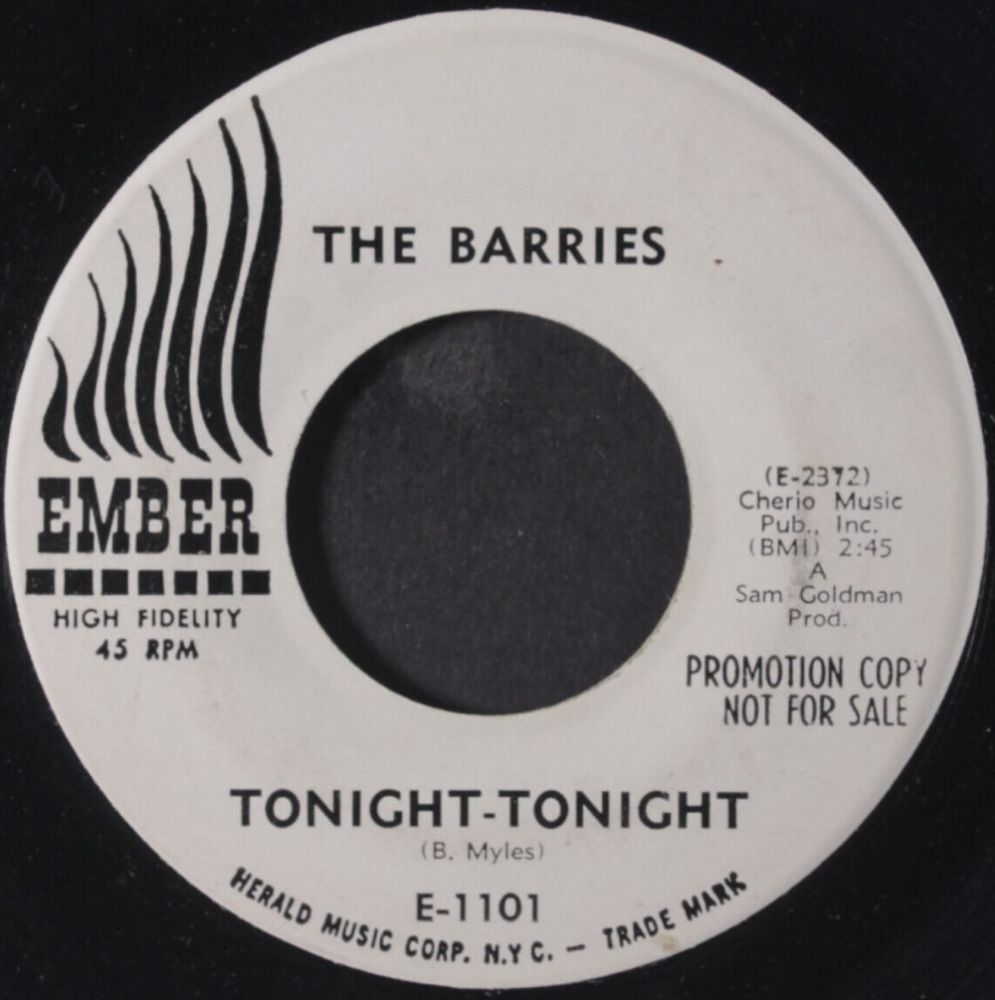 THE BARRIES
EMBER
HIGH FIDELITY
45 RPM
(E-2372)
Cherio Music
Pub., Inc.
(BMI) 2:45
A
Sam Goldman
Prod.
PROMOTION COPY
NOT FOR SALE
TONIGHT-TONIGHT
(B. Myles)
E-1101
HERALD MUSIC CORP. N.Y C. — TRADE MARK